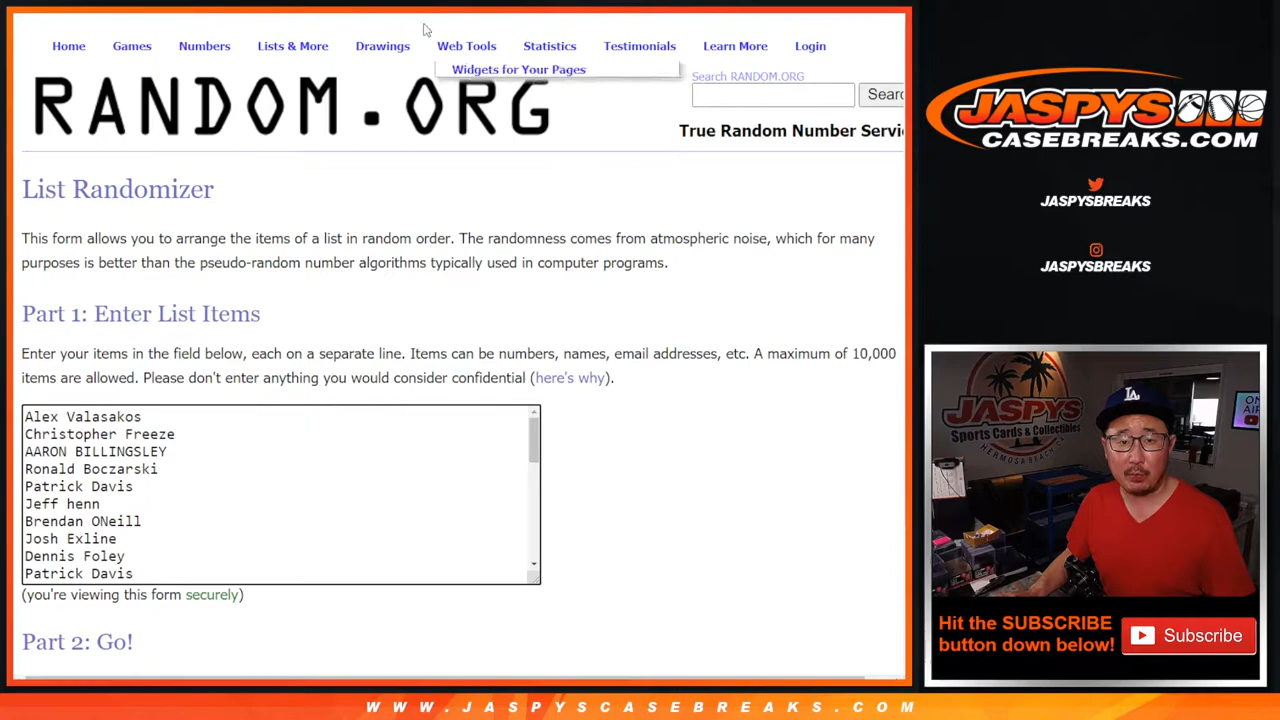 Home Games Numbers Lists & More Drawings Web Tools Statistics Testimonials Learn More Login
Widgets for Your Pages
Search RANDOM.ORG
RANDOM.ORG
Searc
True Random Number Servi
List Randomizer
This form allows you to arrange the items of a list in random order. The randomness comes from atmospheric noise, which for many
purposes is better than the pseudo-random number algorithms typically used in computer programs.
Part 1: Enter List Items
Enter your items in the field below, each on a separate line. Items can be numbers, names, email addresses, etc. A maximum of 10,000
items are allowed. Please don't enter anything you would consider confidential (here's why).
Alex Valasakos
Christopher Freeze
AARON BILLINGSLEY
Ronald Boczarski
Patrick Davis
Jeff henn
Brendan ONeill
Josh Exline
Dennis Foley
Patrick Davis
(you're viewing this form securely)
Part 2: Go!
JASPYS
CASEBREAKS.COM
JASPYSBREAKS
JASPYSBREAKS
JASPYS
Sports Cards & Collectibles
HERMOSA BEACH
ON
AIR
LA
Hit the SUBSCRIBE
button down below!
Subscribe
WWW.JASPYSCASEBREAKS.COM